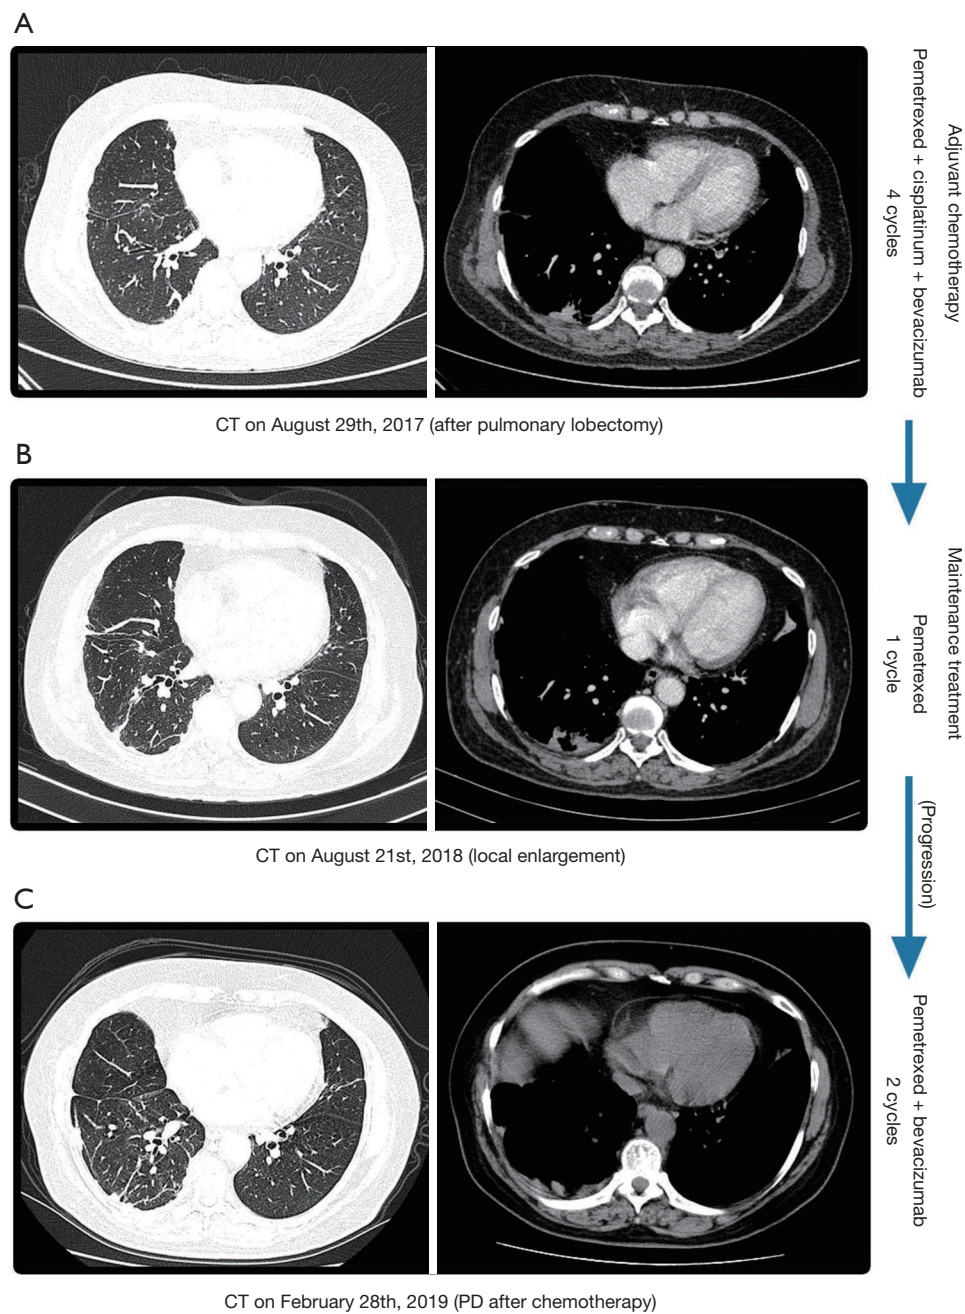 A
Adjuvant chemotherapy
Pemetrexed + cisplatinum + bevacizumab
4 cycles
CT on August 29th, 2017 (after pulmonary lobectomy)
B
Maintenance treatment
Pemetrexed
1 cycle
CT on August 21st, 2018 (local enlargement)
(Progression)
C
Pemetrexed + bevacizumab
2 cycles
CT on February 28th, 2019 (PD after chemotherapy)